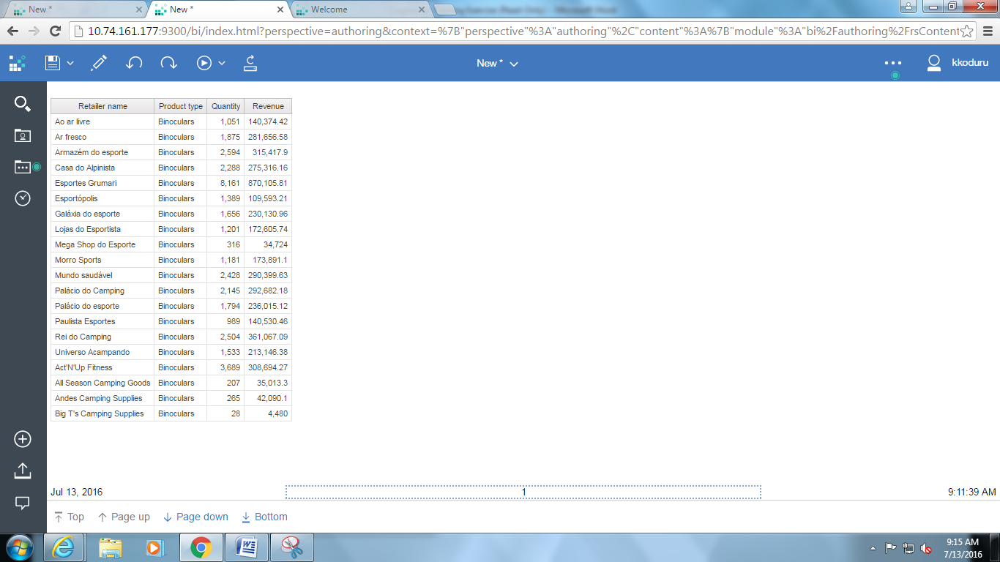 New *
New *
Welcome
10.74.161.177:9300/bi/index.html?perspective=authoring&context=%7B"perspective"%3A"authoring"%2C"content"%3A%7B"module"%3A"bi%2Fauthoring%2FrsContent
New *
kkoduru
Retailer name Product type Quantity Revenue
Ao ar livre Binoculars 1,051 140,374.42
Ar fresco Binoculars 1,875 281,656.58
Armazém do esporte Binoculars 2,594 315,417.9
Casa do Alpinista Binoculars 2,288 275,316.16
Esportes Grumari Binoculars 8,161 870,105.81
Esportópolis Binoculars 1,389 109,593.21
Galáxia do esporte Binoculars 1,656 230,130.96
Lojas do Esportista Binoculars 1,201 172,605.74
Mega Shop do Esporte Binoculars 316 34,724
Morro Sports Binoculars 1,181 173,891.1
Mundo saudável Binoculars 2,428 290,399.63
Palácio do Camping Binoculars 2,145 292,682.18
Palácio do esporte Binoculars 1,794 236,015.12
Paulista Esportes Binoculars 989 140,530.46
Rei do Camping Binoculars 2,504 361,067.09
Universo Acampando Binoculars 1,533 213,146.38
Act'N'Up Fitness Binoculars 3,689 308,694.27
All Season Camping Goods Binoculars 207 35,013.3
Andes Camping Supplies Binoculars 265 42,090.1
Big T's Camping Supplies Binoculars 28 4,480
Jul 13, 2016 1 9:11:39 AM
Top Page up Page down Bottom
9:15 AM
7/13/2016